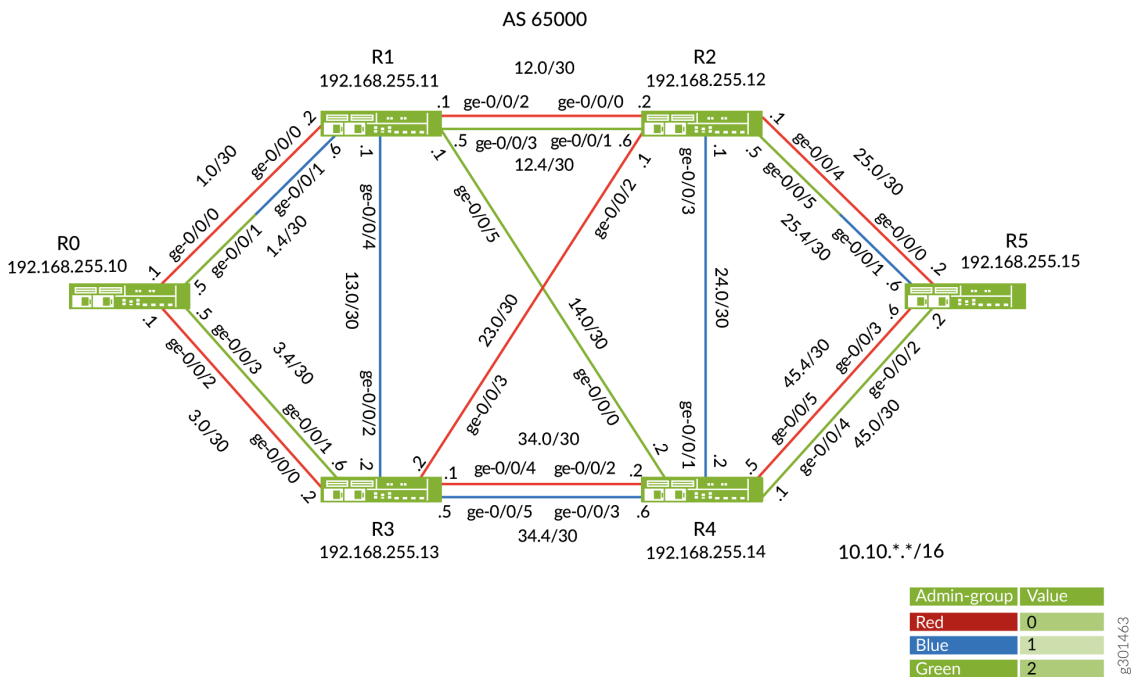 AS 65000
R1
192.168.255.11
R2
192.168.255.12
12.0/30
.1 ge-0/0/2 ge-0/0/0 .2
.5 ge-0/0/3 ge-0/0/1 .6
12.4/30
.2
ge-0/0/0
1.0/30
ge-0/0/0
.1
.6
ge-0/0/1
1.4/30
ge-0/0/1
.5
.1
ge-0/0/4
13.0/30
ge-0/0/2
.2
.1
ge-0/0/5
14.0/30
ge-0/0/0
.2
.1
ge-0/0/2
23.0/30
ge-0/0/3
.2
.1
ge-0/0/3
24.0/30
ge-0/0/1
.2
.1
ge-0/0/4
25.0/30
ge-0/0/0
.2
.5
ge-0/0/5
25.4/30
ge-0/0/1
.6
R0
192.168.255.10
R5
192.168.255.15
.1
ge-0/0/2
3.0/30
ge-0/0/0
.2
.5
ge-0/0/3
3.4/30
ge-0/0/1
.6
.6
ge-0/0/3
45.4/30
ge-0/0/5
.5
.2
ge-0/0/2
45.0/30
ge-0/0/4
.1
34.0/30
.1 ge-0/0/4 ge-0/0/2 .2
.5 ge-0/0/5 ge-0/0/3 .6
34.4/30
R3
192.168.255.13
R4
192.168.255.14
10.10.*.*/16
Admin-group Value
Red 0
Blue 1
Green 2
g301463